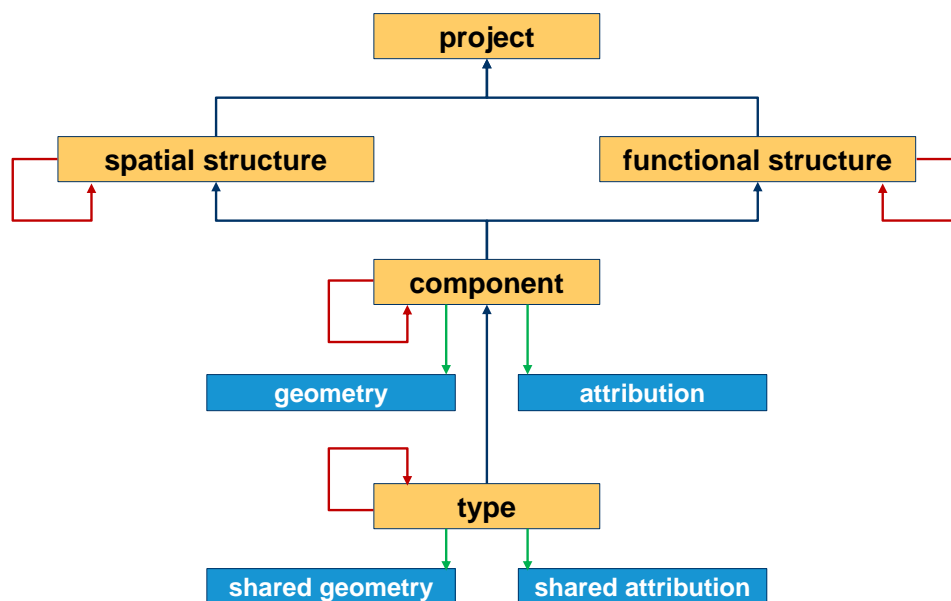 project
spatial structure
functional structure
component
geometry
attribution
type
shared geometry
shared attribution